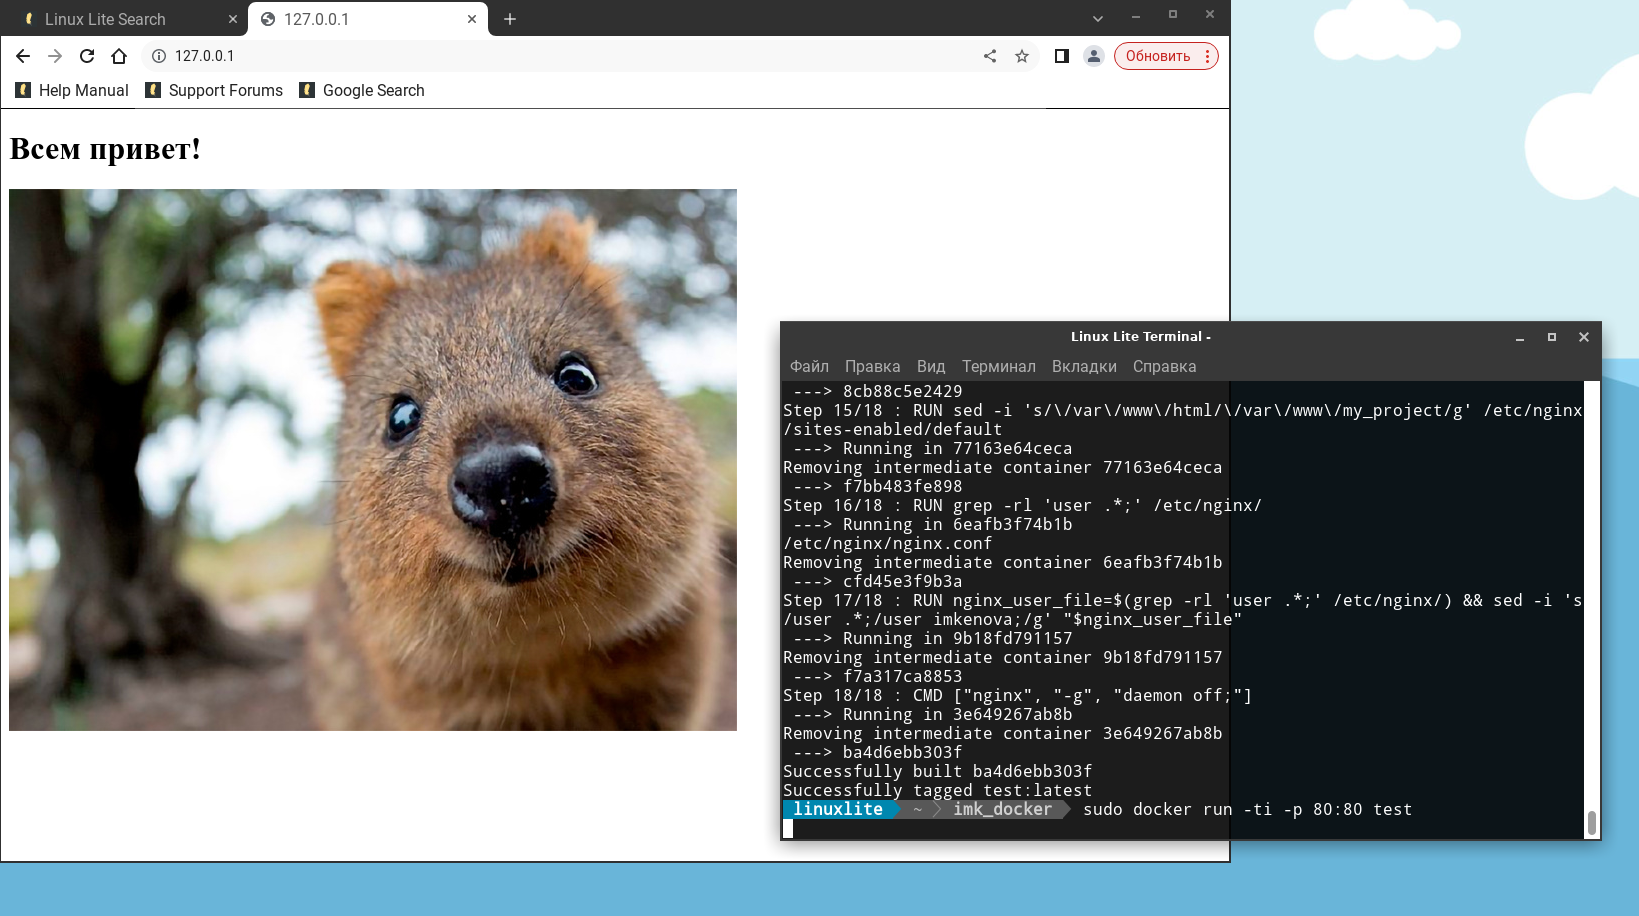 Linux Lite Search
127.0.0.1
127.0.0.1
Обновить
Help Manual
Support Forums
Google Search
Всем привет!
Linux Lite Terminal -
Файл Правка Вид Терминал Вкладки Справка
---> 8cb88c5e2429
Step 15/18 : RUN sed -i 's/\/var\/www\/html/\/var\/www\/my_project/g' /etc/nginx
/sites-enabled/default
---> Running in 77163e64ceca
Removing intermediate container 77163e64ceca
---> f7bb483fe898
Step 16/18 : RUN grep -rl 'user .*;' /etc/nginx/
---> Running in 6eafb3f74b1b
/etc/nginx/nginx.conf
Removing intermediate container 6eafb3f74b1b
---> cfd45e3f9b3a
Step 17/18 : RUN nginx_user_file=$(grep -rl 'user .*;' /etc/nginx/) && sed -i 's
/user .*;/user imkenova;/g' "$nginx_user_file"
---> Running in 9b18fd791157
Removing intermediate container 9b18fd791157
---> f7a317ca8853
Step 18/18 : CMD ["nginx", "-g", "daemon off;"]
---> Running in 3e649267ab8b
Removing intermediate container 3e649267ab8b
---> ba4d6ebb303f
Successfully built ba4d6ebb303f
Successfully tagged test:latest
linuxlite ~ imk_docker sudo docker run -ti -p 80:80 test